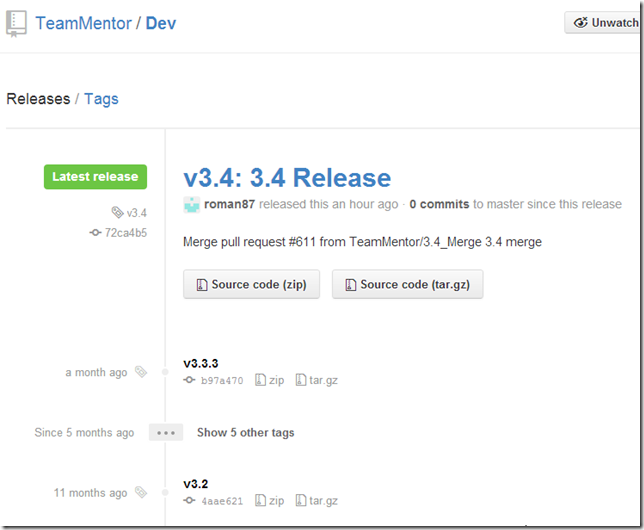 TeamMentor / Dev
Unwatch
Releases / Tags
Latest release
v3.4
72ca4b5
v3.4: 3.4 Release
roman87 released this an hour ago · 0 commits to master since this release
Merge pull request #611 from TeamMentor/3.4_Merge 3.4 merge
Source code (zip)
Source code (tar.gz)
a month ago
v3.3.3
b97a470 zip tar.gz
Since 5 months ago
Show 5 other tags
11 months ago
v3.2
4aae621 zip tar.gz